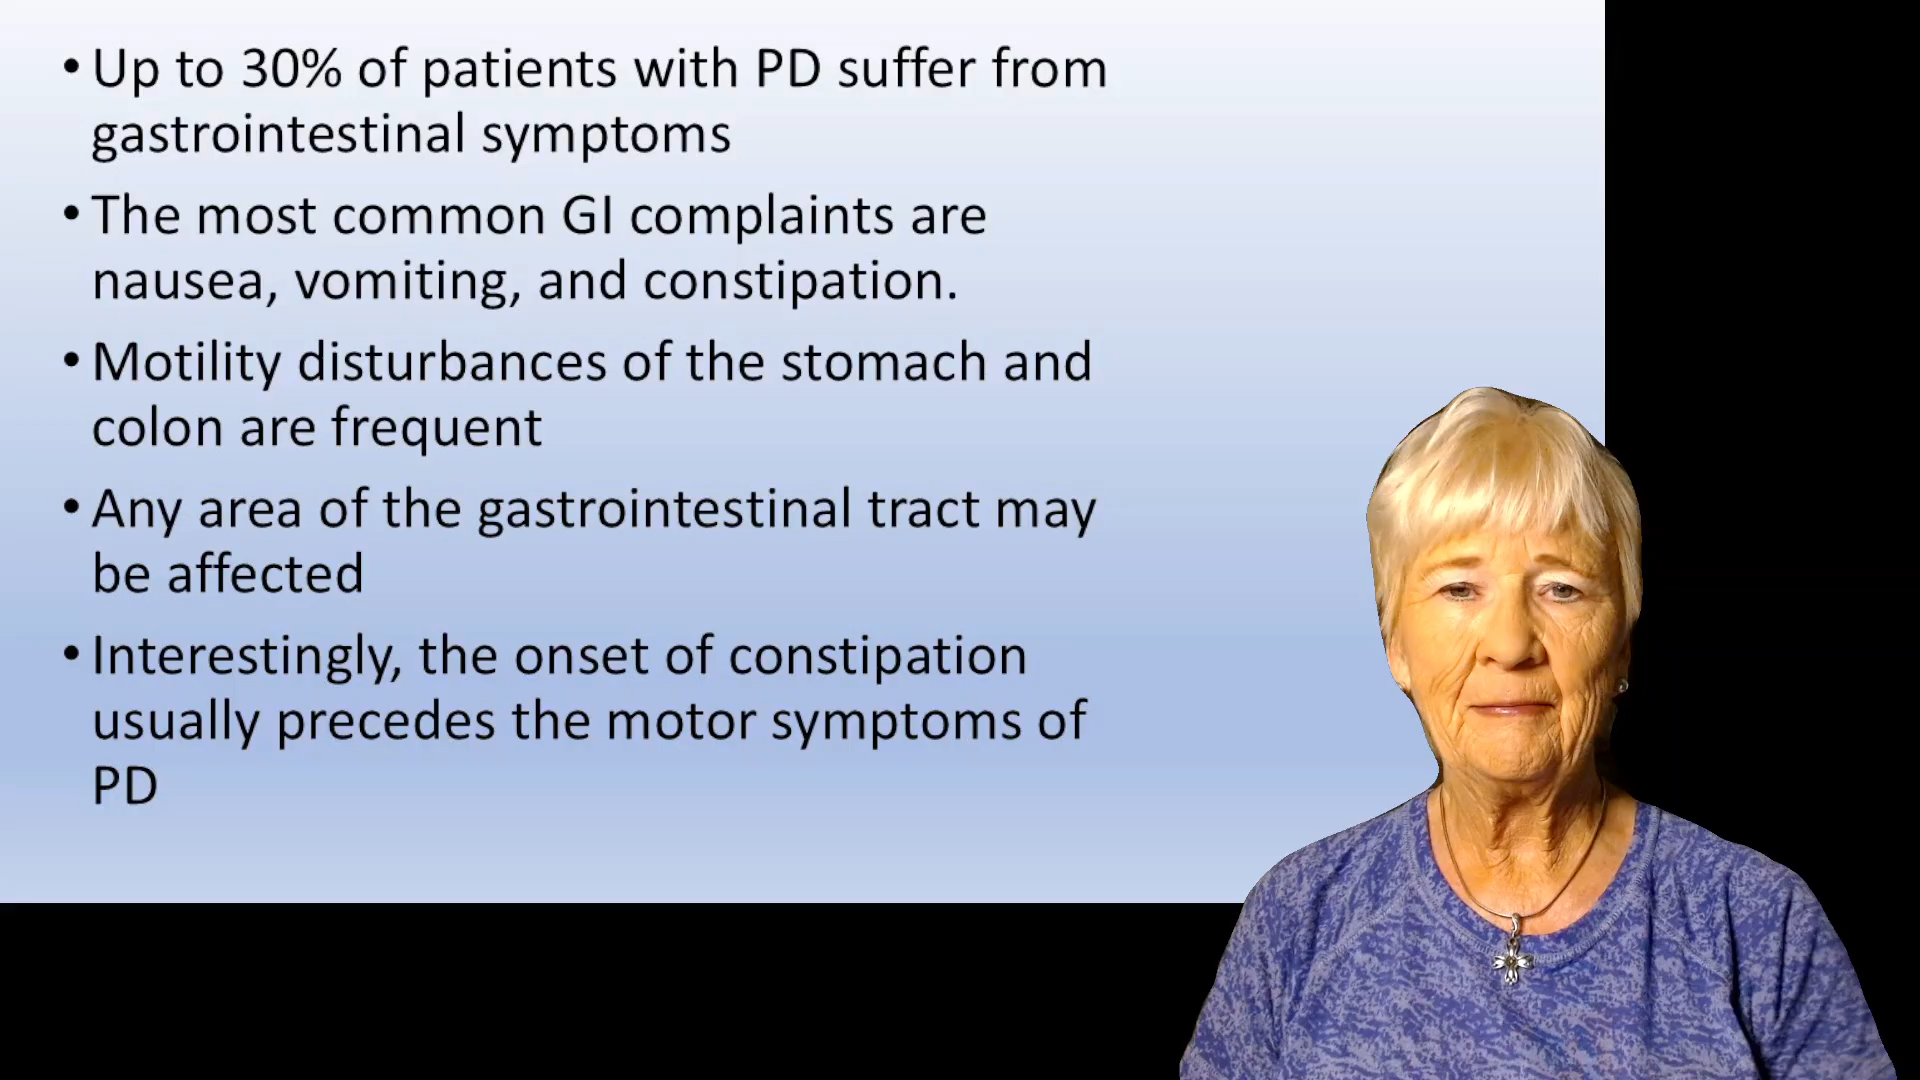 • Up to 30% of patients with PD suffer from
gastrointestinal symptoms
• The most common GI complaints are
nausea, vomiting, and constipation.
• Motility disturbances of the stomach and
colon are frequent
• Any area of the gastrointestinal tract may
be affected
• Interestingly, the onset of constipation
usually precedes the motor symptoms of
PD